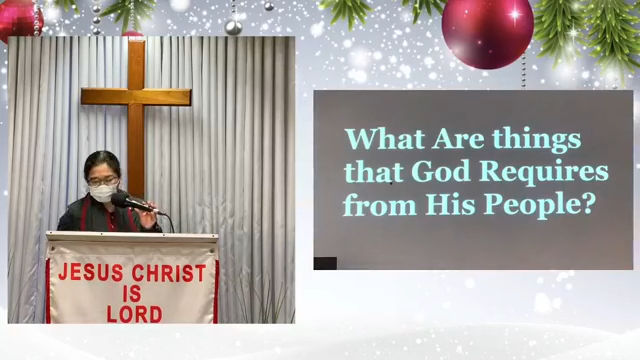 JESUS CHRIST
IS
LORD
What Are things
that God Requires
from His People?